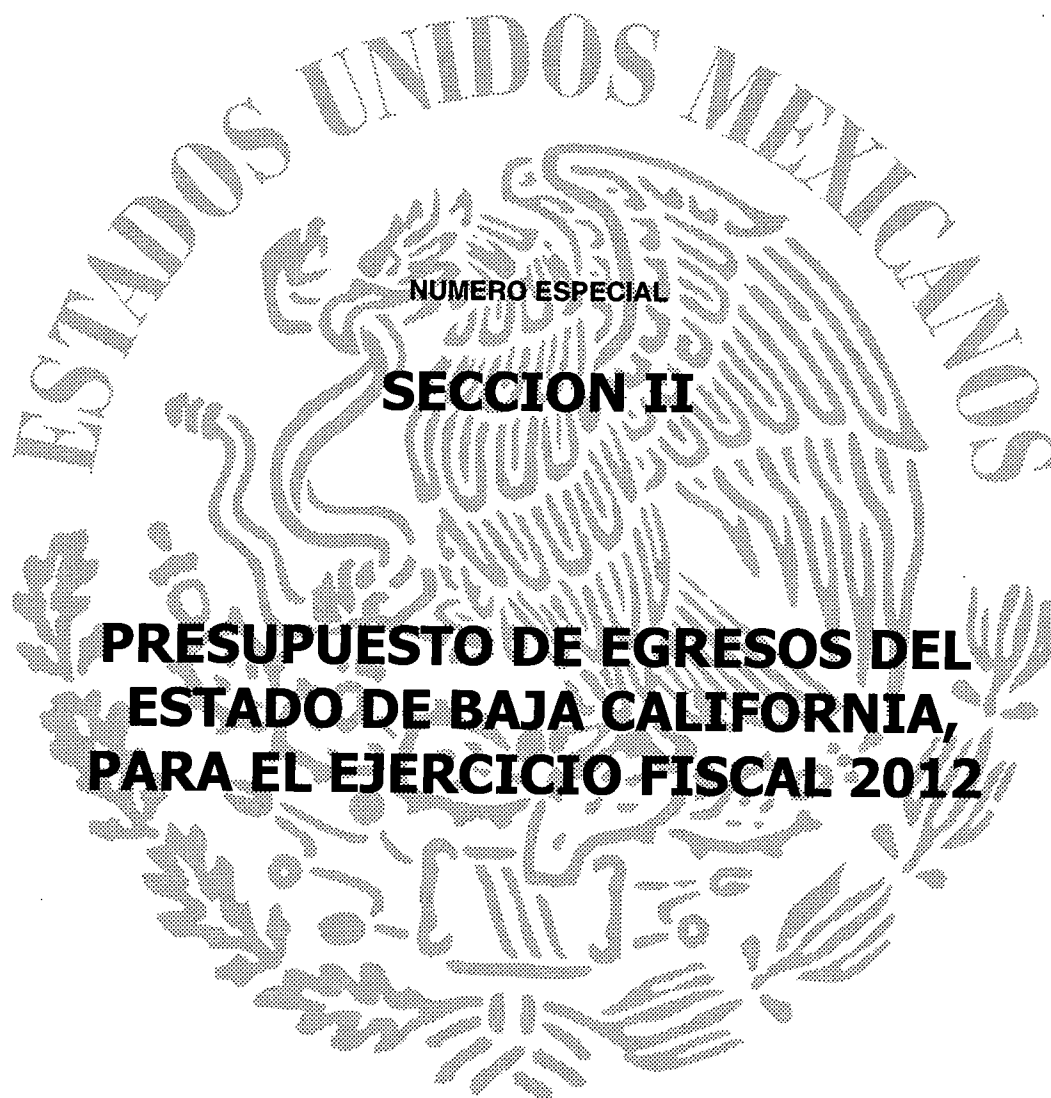 ESTADOS UNIDOS MEXICANOS
NUMERO ESPECIAL
SECCION II
PRESUPUESTO DE EGRESOS DEL
ESTADO DE BAJA CALIFORNIA,
PARA EL EJERCICIO FISCAL 2012